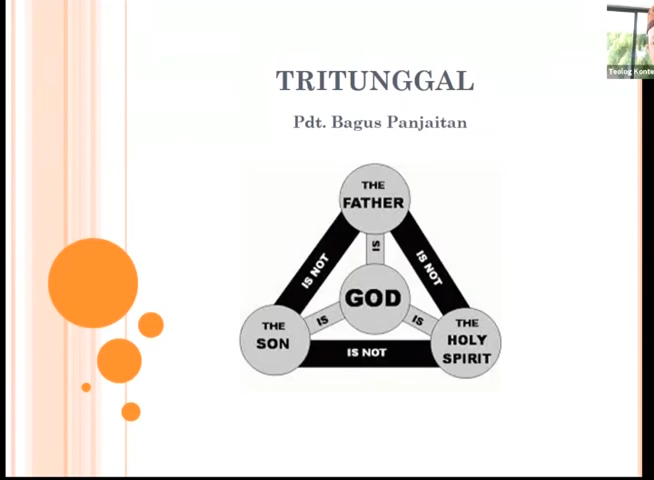 TRITUNGGAL
Pdt. Bagus Panjaitan
THE
FATHER
IS NOT
IS
IS NOT
GOD
THE
SON
IS
IS
THE
HOLY
SPIRIT
IS NOT
Teolog Konte